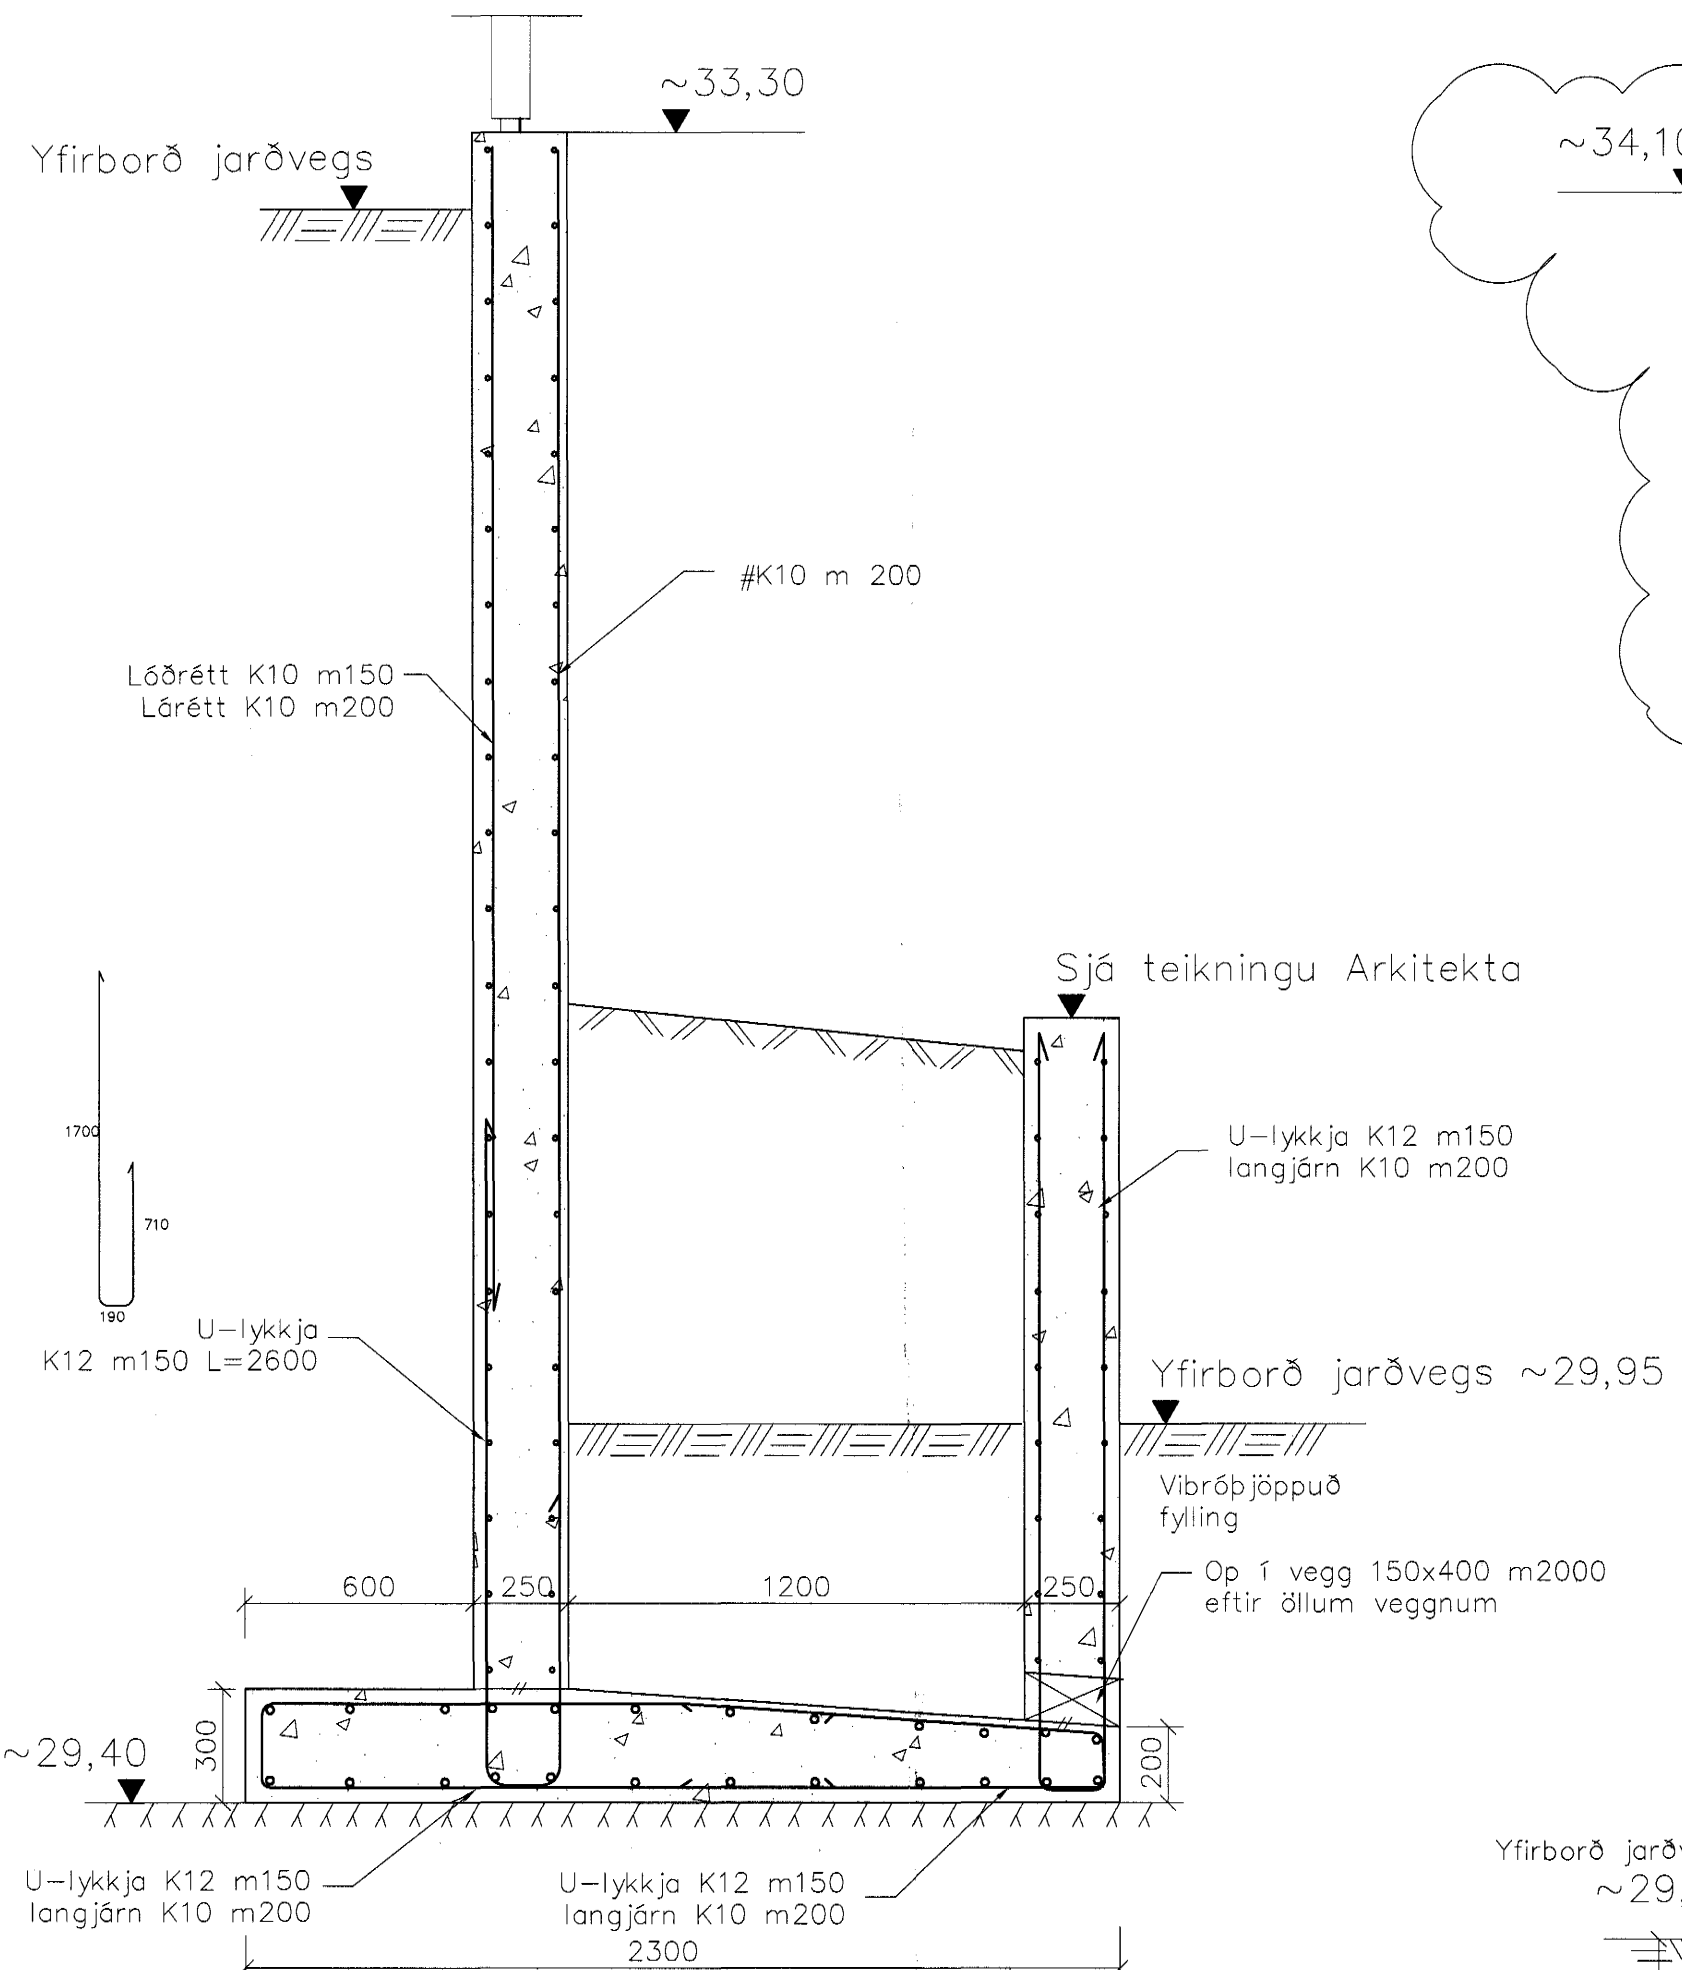 ~33,30
Yfirborð jarðvegs
~34,10
#K10 m 200
Lóðrétt K10 m150
Lárétt K10 m200
Sjá teikningu Arkitekta
1700
710
190
U-lykkja K12 m150
langjárn K10 m200
U-lykkja
K12 m150 L=2600
Yfirborð jarðvegs ~29,95
Vibróþjöppuð
fylling
Op í vegg 150x400 m2000
eftir öllum veggnum
600
250
1200
250
300
200
~29,40
U-lykkja K12 m150
langjárn K10 m200
U-lykkja K12 m150
langjárn K10 m200
2300
Yfirborð
~29,